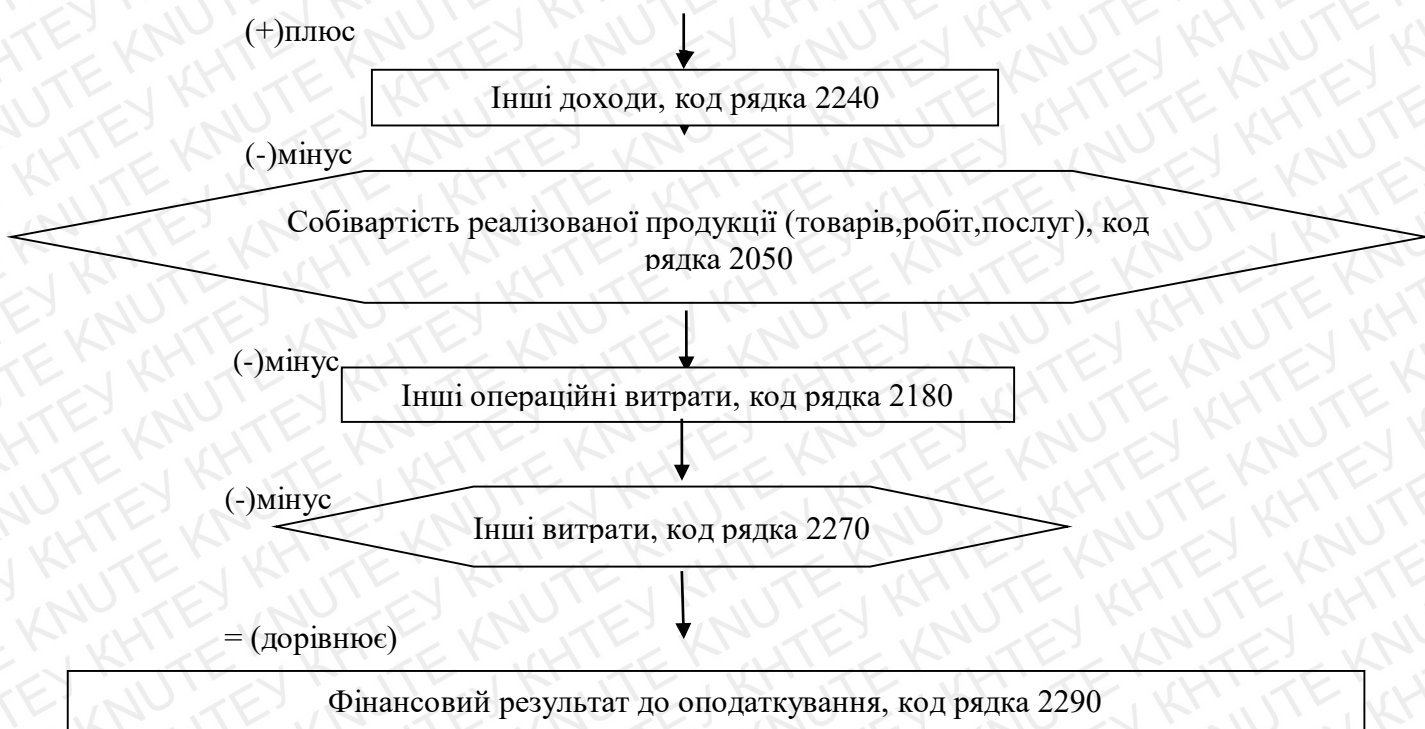 (+)плюс
Інші доходи, код рядка 2240
(-)мінус
Собівартість реалізованої продукції (товарів,робіт,послуг), код
рядка 2050
(-)мінус
Інші операційні витрати, код рядка 2180
(-)мінус
Інші витрати, код рядка 2270
= (дорівнює)
Фінансовий результат до оподаткування, код рядка 2290